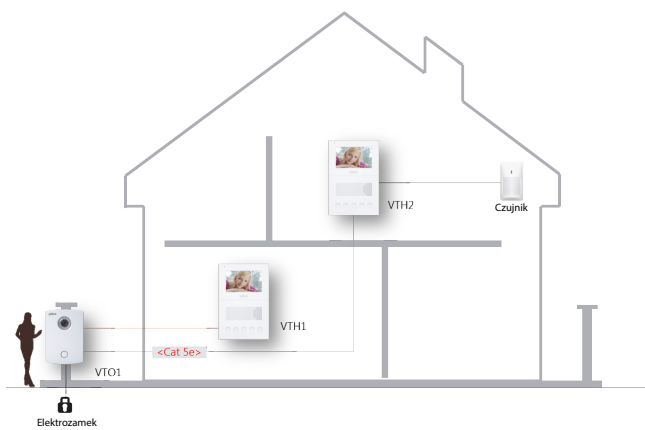 VTH2
Czujnik
VTH1
<Cat 5e>
VTO1
Elektrozamek